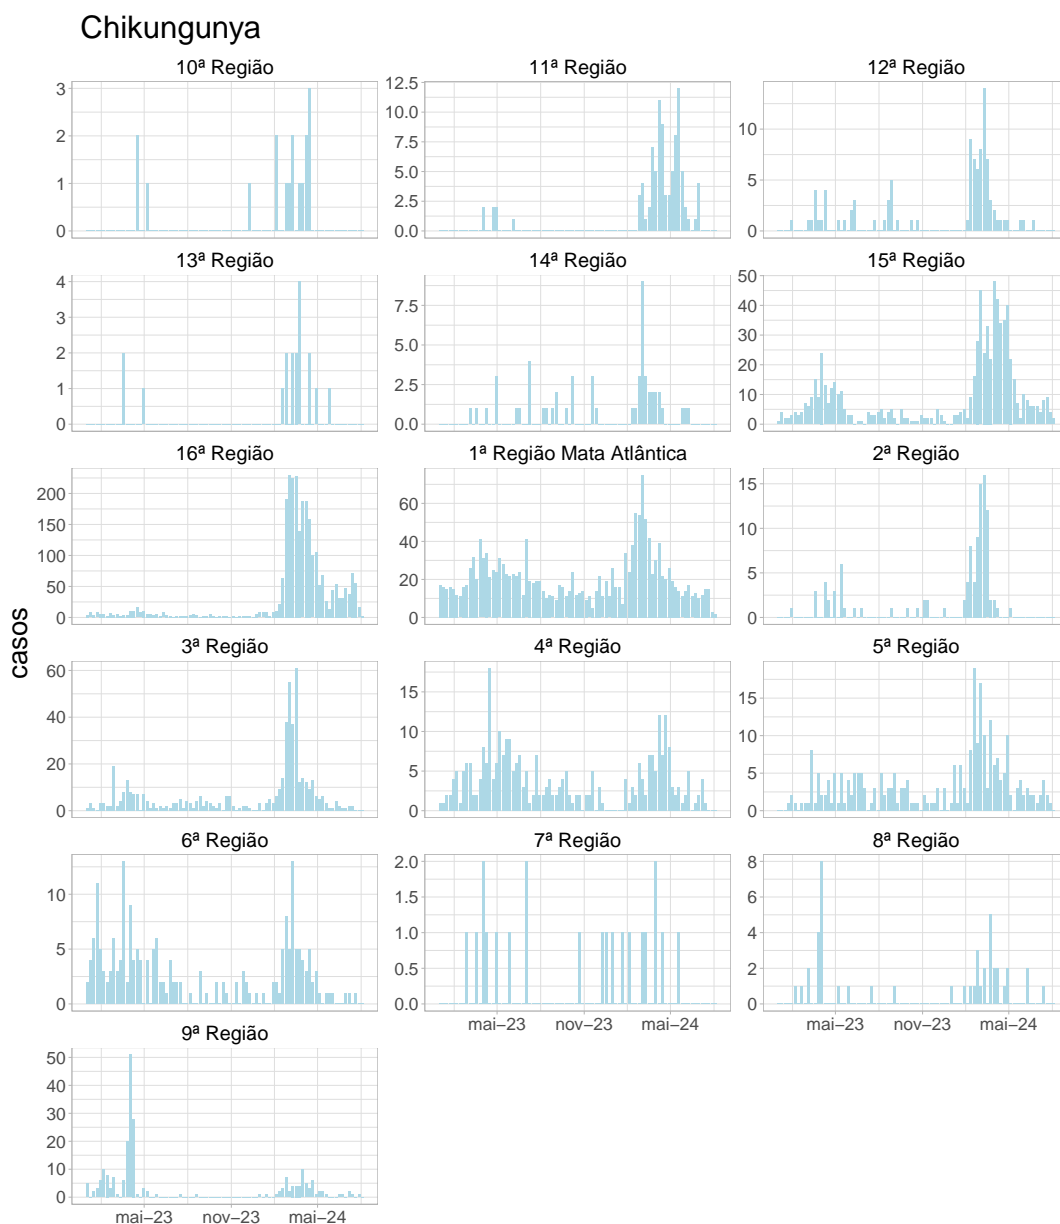 Chikungunya
10ª Região 11ª Região 12ª Região
3 2 1 0
12.5 10.0 7.5 5.0 2.5 0.0
10 5 0
13ª Região 14ª Região 15ª Região
4 3 2 1 0
7.5 5.0 2.5 0.0
50 40 30 20 10 0
16ª Região 1ª Região Mata Atlântica 2ª Região
200 150 100 50 0
60 40 20 0
15 10 5 0
casos
3ª Região 4ª Região 5ª Região
60 40 20 0
15 10 5 0
15 10 5 0
6ª Região 7ª Região 8ª Região
10 5 0
2.0 1.5 1.0 0.5 0.0
8 6 4 2 0
mai–23 nov–23 mai–24 mai–23 nov–23 mai–24
9ª Região
50 40 30 20 10 0
mai–23 nov–23 mai–24